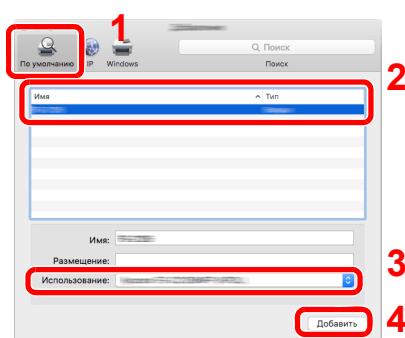 1
По умолчанию IP Windows
Поиск
Поиск
2
Имя Тип
Имя:
Размещение:
3
Использование:
4
Добавить